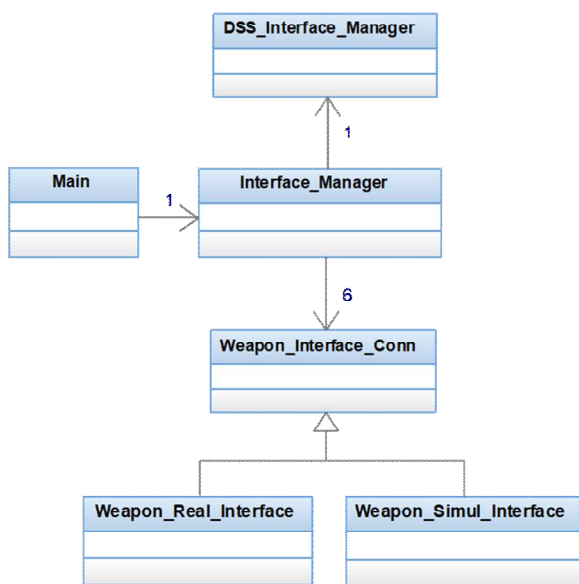 DSS_Interface_Manager
1
Main
1
Interface_Manager
6
Weapon_Interface_Conn
Weapon_Real_Interface
Weapon_Simul_Interface